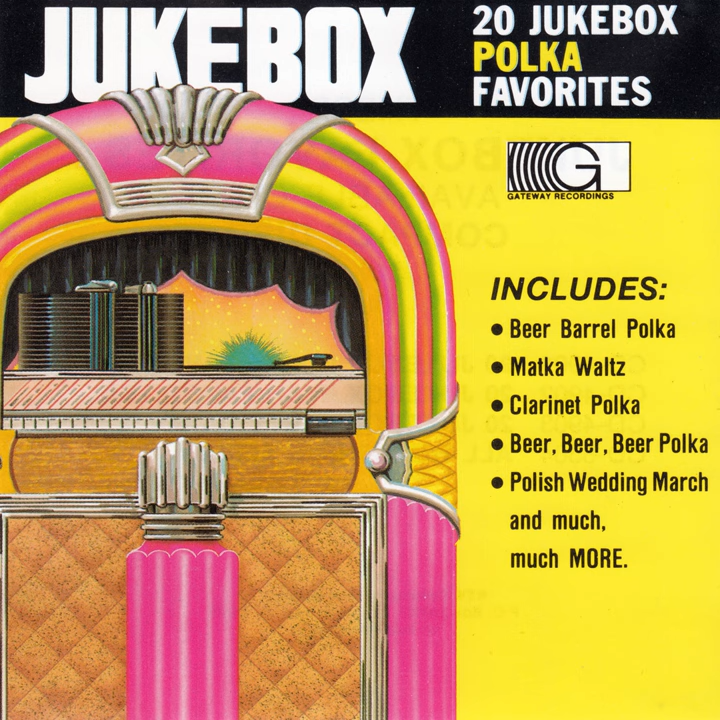 JUKEBOX
20 JUKEBOX
POLKA
FAVORITES
G
GATEWAY RECORDINGS
INCLUDES:
• Beer Barrel Polka
• Matka Waltz
• Clarinet Polka
• Beer, Beer, Beer Polka
• Polish Wedding March
and much,
much MORE.